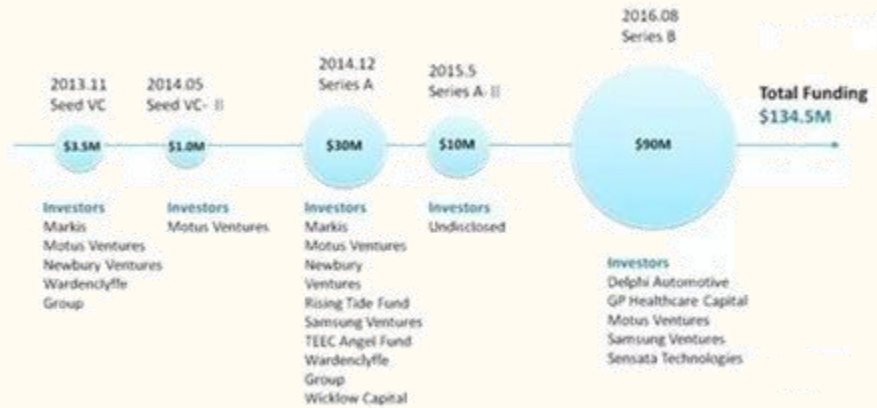 2013.11
Seed VC
$3.5M
Investors
Markis
Motus Ventures
Newbury Ventures
Wardenclyffe
Group
2014.05
Seed VC- II
$1.0M
Investors
Motus Ventures
2014.12
Series A
$30M
Investors
Markis
Motus Ventures
Newbury
Ventures
Rising Tide Fund
Samsung Ventures
TEEC Angel Fund
Wardenclyffe
Group
Wicklow Capital
2015.5
Series A- II
$10M
Investors
Undisclosed
2016.08
Series B
$90M
Investors
Delphi Automotive
GP Healthcare Capital
Motus Ventures
Samsung Ventures
Sensata Technologies
Total Funding
$134.5M